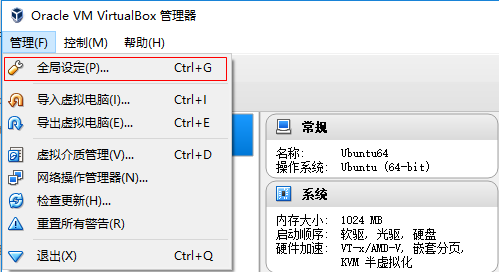 Oracle VM VirtualBox 管理器
管理(F) 控制(M) 帮助(H)
全局设定(P)... Ctrl+G
导入虚拟电脑(I)... Ctrl+I
导出虚拟电脑(E)... Ctrl+E
虚拟介质管理(V)... Ctrl+D
网络操作管理器(N)...
检查更新(H)...
重置所有警告(R)
退出(X) Ctrl+Q
常规
名称: Ubuntu64
操作系统: Ubuntu (64-bit)
系统
内存大小: 1024 MB
启动顺序: 软驱, 光驱, 硬盘
硬件加速: VT-x/AMD-V, 嵌套分页,
KVM 半虚拟化